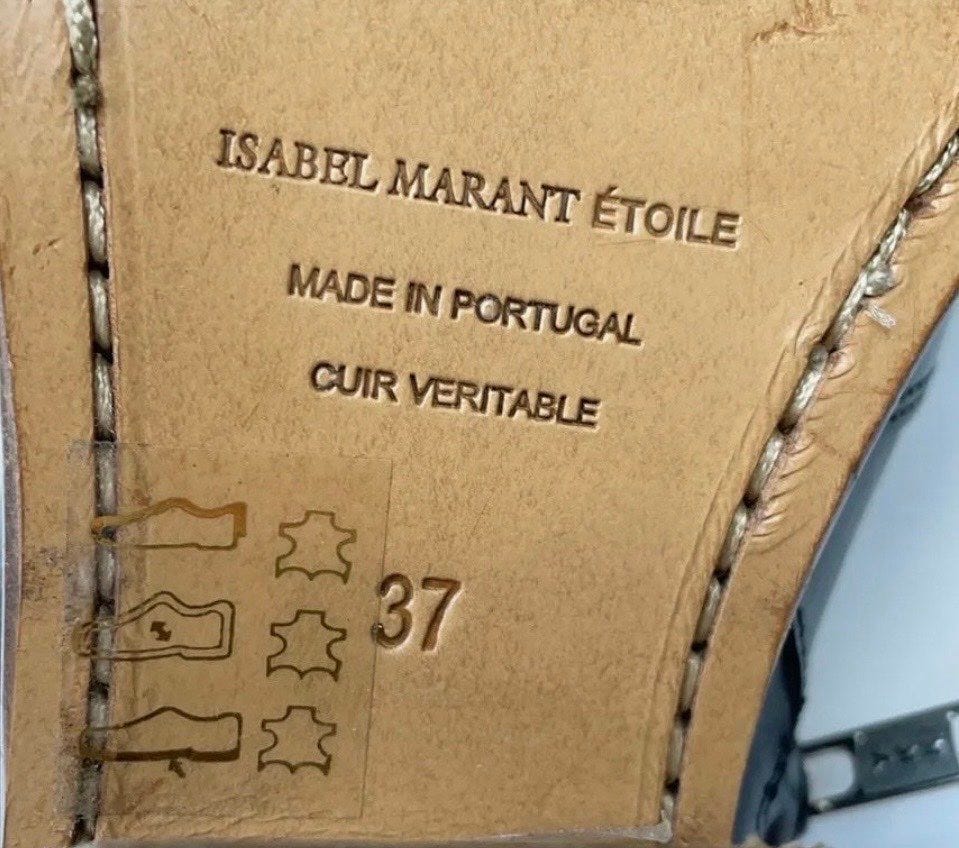 ISABEL MARANT ÉTOILE
MADE IN PORTUGAL
CUIR VERITABLE
37